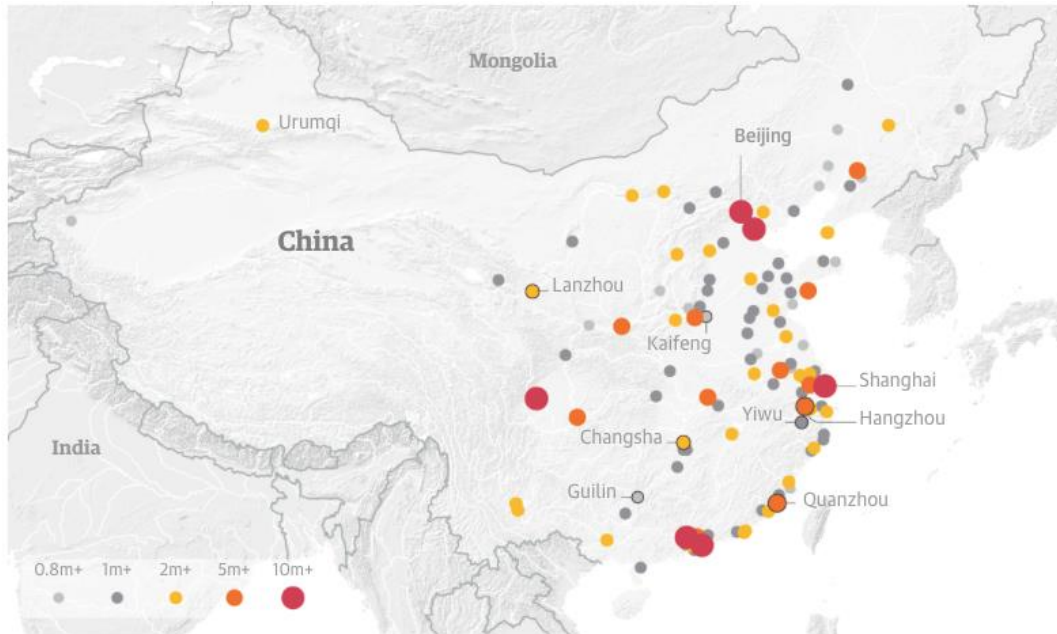 Mongolia
Urumqi
Beijing
China
Lanzhou
Kaifeng
Shanghai
Yiwu
Hangzhou
Changsha
India
Guilin
Quanzhou
0.8m+ 1m+ 2m+ 5m+ 10m+